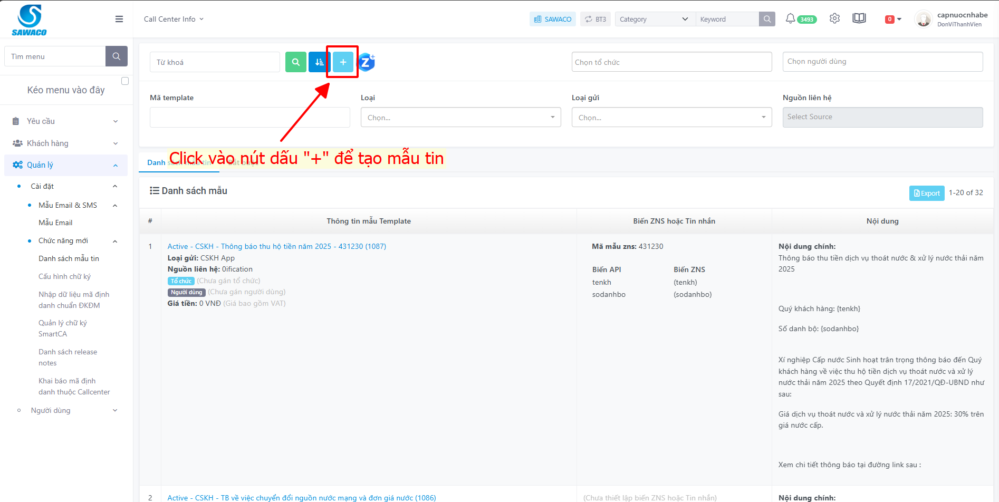 SAWACO
Call Center Info
SAWACO
BT3
Category
Keyword
3493
0
capnuocnhabe
DonViThanhVien
Tìm menu
Kéo menu vào đây
Yêu cầu
Khách hàng
Quản lý
Cài đặt
Mẫu Email & SMS
Mẫu Email
Chức năng mới
Danh sách mẫu tin
Cấu hình chữ ký
Nhập dữ liệu mã định
danh chuẩn ĐKĐM
Quản lý chữ ký
SmartCA
Danh sách release
notes
Khai báo mã định
danh thuộc Callcenter
Người dùng
Từ khoá
Z+
Chọn tổ chức
Chọn người dùng
Mã template
Loại
Loại gửi
Nguồn liên hệ
Chọn...
Chọn...
Select Source
Click vào nút dấu "+" để tạo mẫu tin
Danh sách mẫu tin
Bắt buộc
Danh sách mẫu
Export
1-20 of 32
#
Thông tin mẫu Template
Biến ZNS hoặc Tin nhắn
Nội dung
1
Active - CSKH - Thông báo thu hộ tiền năm 2025 - 431230 (1087)
Loại gửi: CSKH App
Nguồn liên hệ: 0ification
Tổ chức (Chưa gán tổ chức)
Người dùng (Chưa gán người dùng)
Giá tiền: 0 VNĐ (Giá bao gồm VAT)
Mã mẫu zns: 431230
Biến API Biến ZNS
tenkh (tenkh)
sodanhbo (sodanhbo)
Nội dung chính:
Thông báo thu tiền dịch vụ thoát nước & xử lý nước thải năm
2025
Quý khách hàng: {tenkh}
Số danh bộ: {sodanhbo}
Xí nghiệp Cấp nước Sinh hoạt trân trọng thông báo đến Quý
khách hàng về việc thu hộ tiền dịch vụ thoát nước và xử lý
nước thải năm 2025 theo Quyết định 17/2021/QĐ-UBND như
sau:
Giá dịch vụ thoát nước và xử lý nước thải năm 2025: 30% trên
giá nước cấp.
Xem chi tiết thông báo tại đường link sau :
2
Active - CSKH - TB về việc chuyển đổi nguồn nước mạng và đơn giá nước (1086)
(Chưa thiết lập biến ZNS hoặc Tin nhắn)
Nội dung chính: